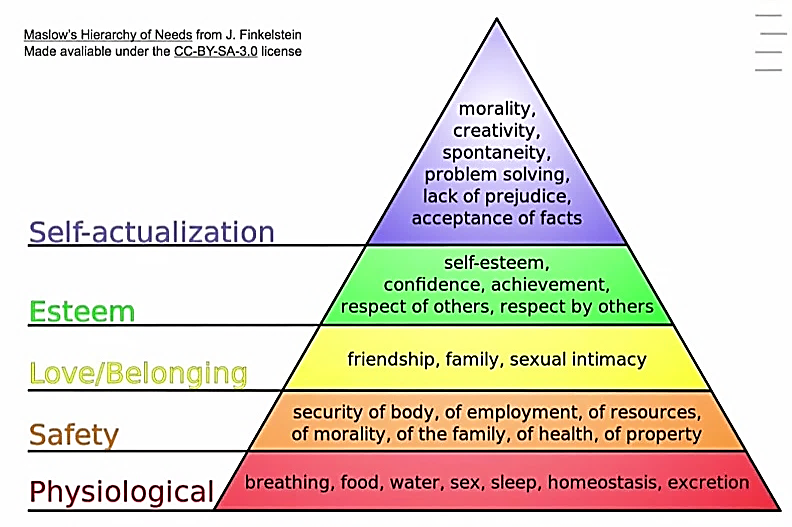 Maslow's Hierarchy of Needs from J. Finkelstein
Made avaliable under the CC-BY-SA-3.0 license
morality,
creativity,
spontaneity,
problem solving,
lack of prejudice,
acceptance of facts
Self-actualization
self-esteem,
confidence, achievement,
respect of others, respect by others
Esteem
friendship, family, sexual intimacy
Love/Belonging
security of body, of employment, of resources,
of morality, of the family, of health, of property
Safety
breathing, food, water, sex, sleep, homeostasis, excretion
Physiological